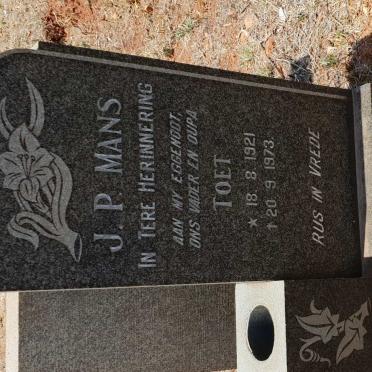 J. P. MANS
IN TERE HERINNERING
AAN MY EGGENOOT,
ONS VADER EN OUPA
TOET
* 18.8.1921
† 20.9.1973
RUS IN VREDE